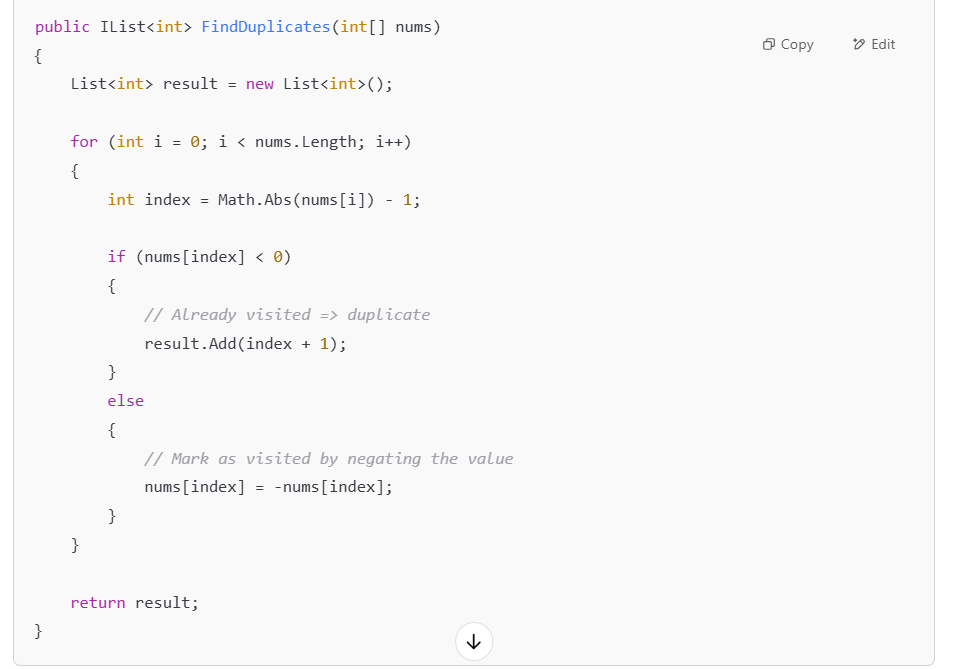 public IList<int> FindDuplicates(int[] nums)
Copy
Edit
{
    List<int> result = new List<int>();

    for (int i = 0; i < nums.Length; i++)
    {
        int index = Math.Abs(nums[i]) - 1;

        if (nums[index] < 0)
        {
            // Already visited => duplicate
            result.Add(index + 1);
        }
        else
        {
            // Mark as visited by negating the value
            nums[index] = -nums[index];
        }
    }

    return result;
}